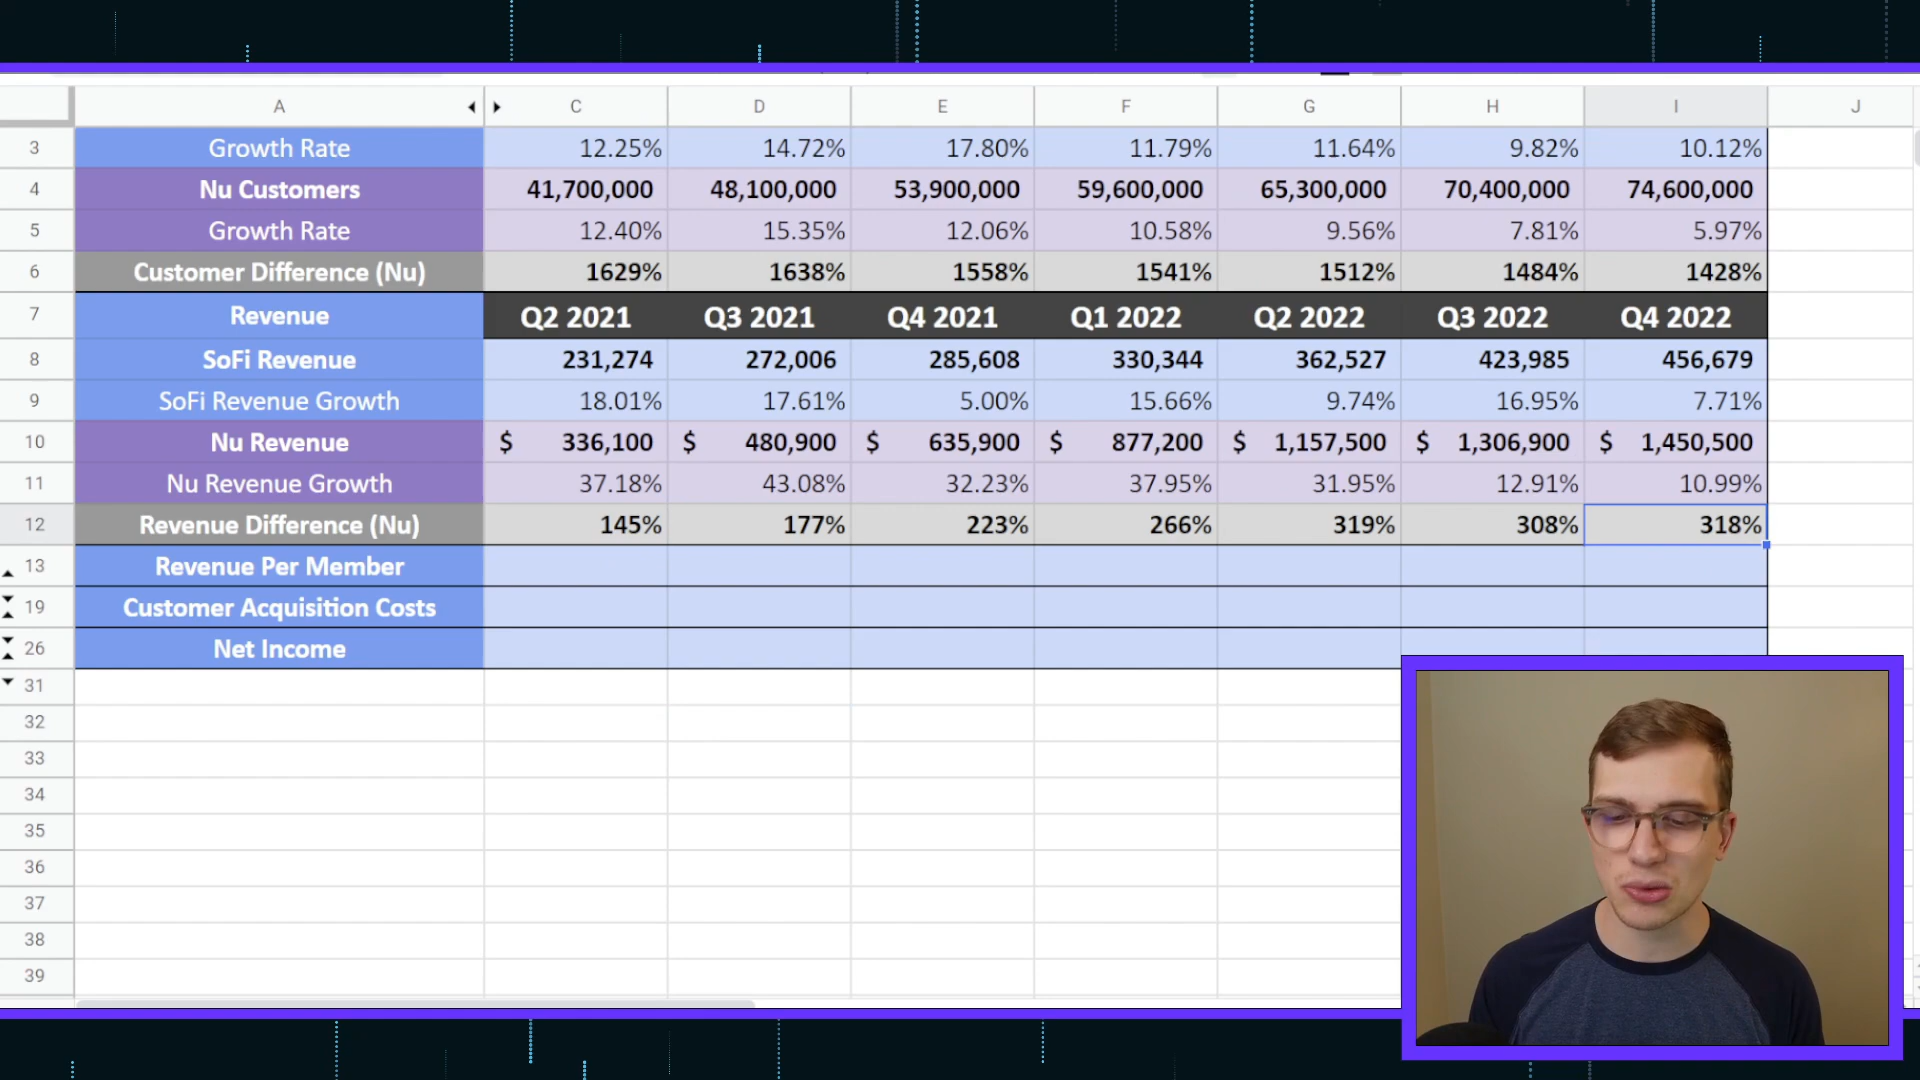 A C D E F G H I J
3 Growth Rate 12.25% 14.72% 17.80% 11.79% 11.64% 9.82% 10.12%
4 Nu Customers 41,700,000 48,100,000 53,900,000 59,600,000 65,300,000 70,400,000 74,600,000
5 Growth Rate 12.40% 15.35% 12.06% 10.58% 9.56% 7.81% 5.97%
6 Customer Difference (Nu) 1629% 1638% 1558% 1541% 1512% 1484% 1428%
7 Revenue Q2 2021 Q3 2021 Q4 2021 Q1 2022 Q2 2022 Q3 2022 Q4 2022
8 SoFi Revenue 231,274 272,006 285,608 330,344 362,527 423,985 456,679
9 SoFi Revenue Growth 18.01% 17.61% 5.00% 15.66% 9.74% 16.95% 7.71%
10 Nu Revenue $ 336,100 $ 480,900 $ 635,900 $ 877,200 $ 1,157,500 $ 1,306,900 $ 1,450,500
11 Nu Revenue Growth 37.18% 43.08% 32.23% 37.95% 31.95% 12.91% 10.99%
12 Revenue Difference (Nu) 145% 177% 223% 266% 319% 308% 318%
13 Revenue Per Member
19 Customer Acquisition Costs
26 Net Income
31
32
33
34
35
36
37
38
39